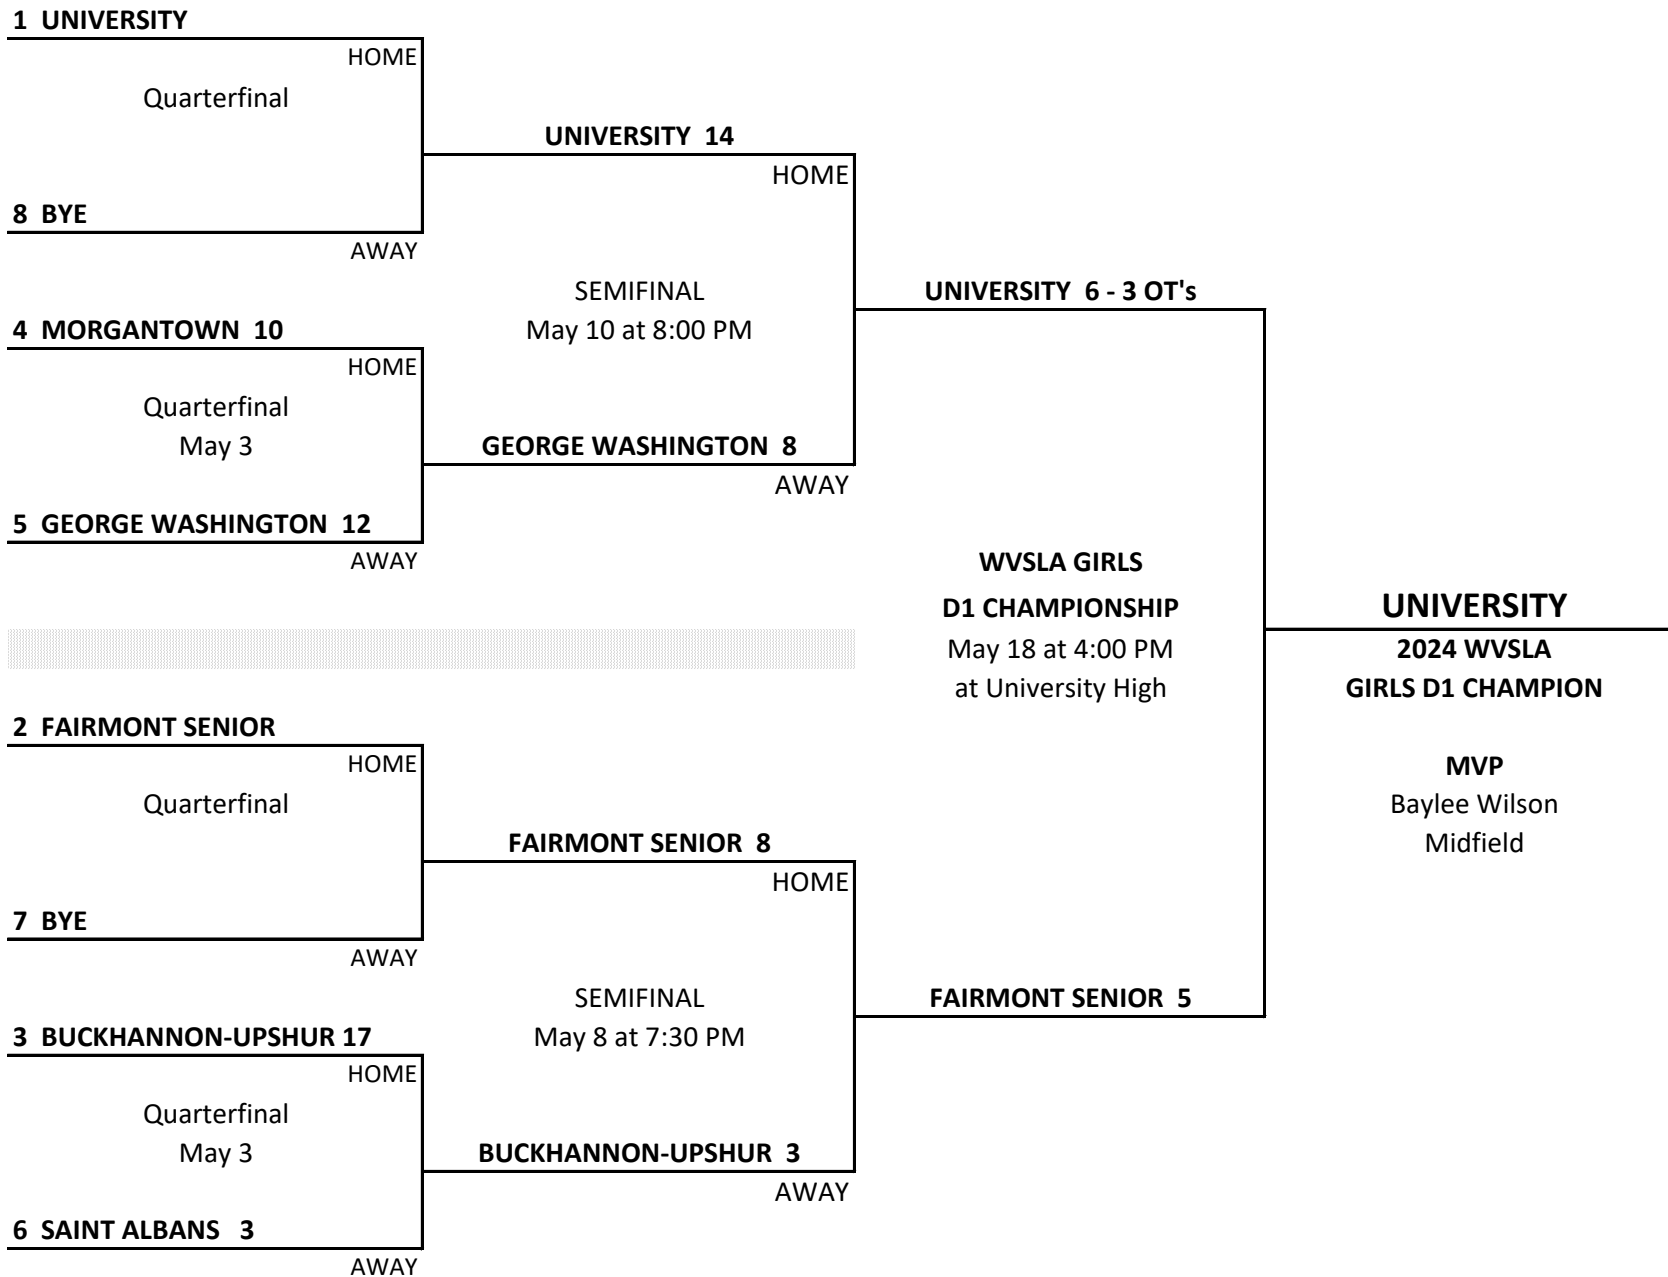 1 UNIVERSITY
HOME
Quarterfinal
UNIVERSITY 14
HOME
8 BYE
AWAY
SEMIFINAL
May 10 at 8:00 PM
UNIVERSITY 6 - 3 OT's
4 MORGANTOWN 10
HOME
Quarterfinal
May 3
GEORGE WASHINGTON 8
AWAY
5 GEORGE WASHINGTON 12
AWAY
WVSLA GIRLS
D1 CHAMPIONSHIP
May 18 at 4:00 PM
at University High
UNIVERSITY
2024 WVSLA
GIRLS D1 CHAMPION
MVP
Baylee Wilson
Midfield
2 FAIRMONT SENIOR
HOME
Quarterfinal
FAIRMONT SENIOR 8
HOME
7 BYE
AWAY
SEMIFINAL
May 8 at 7:30 PM
FAIRMONT SENIOR 5
3 BUCKHANNON-UPSHUR 17
HOME
Quarterfinal
May 3
BUCKHANNON-UPSHUR 3
AWAY
6 SAINT ALBANS 3
AWAY